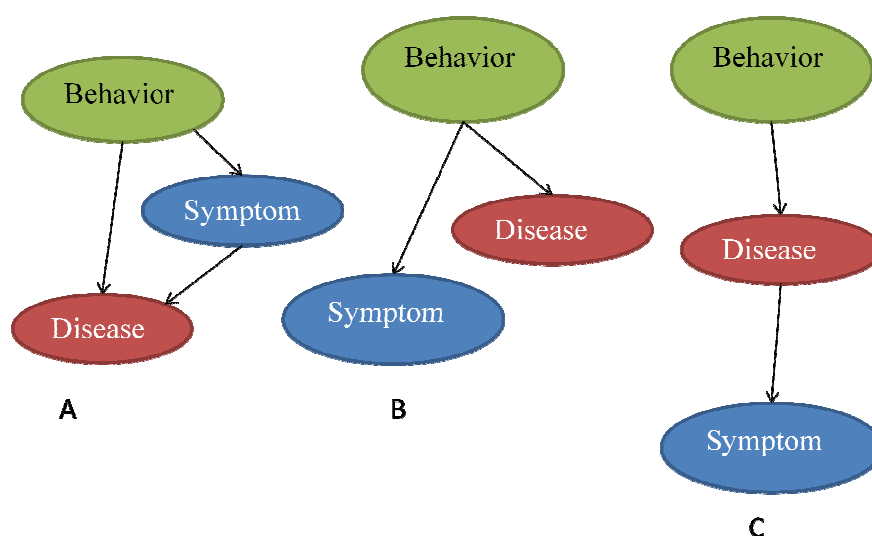 Behavior
Symptom
Disease
A
Behavior
Disease
Symptom
B
Behavior
Disease
Symptom
C